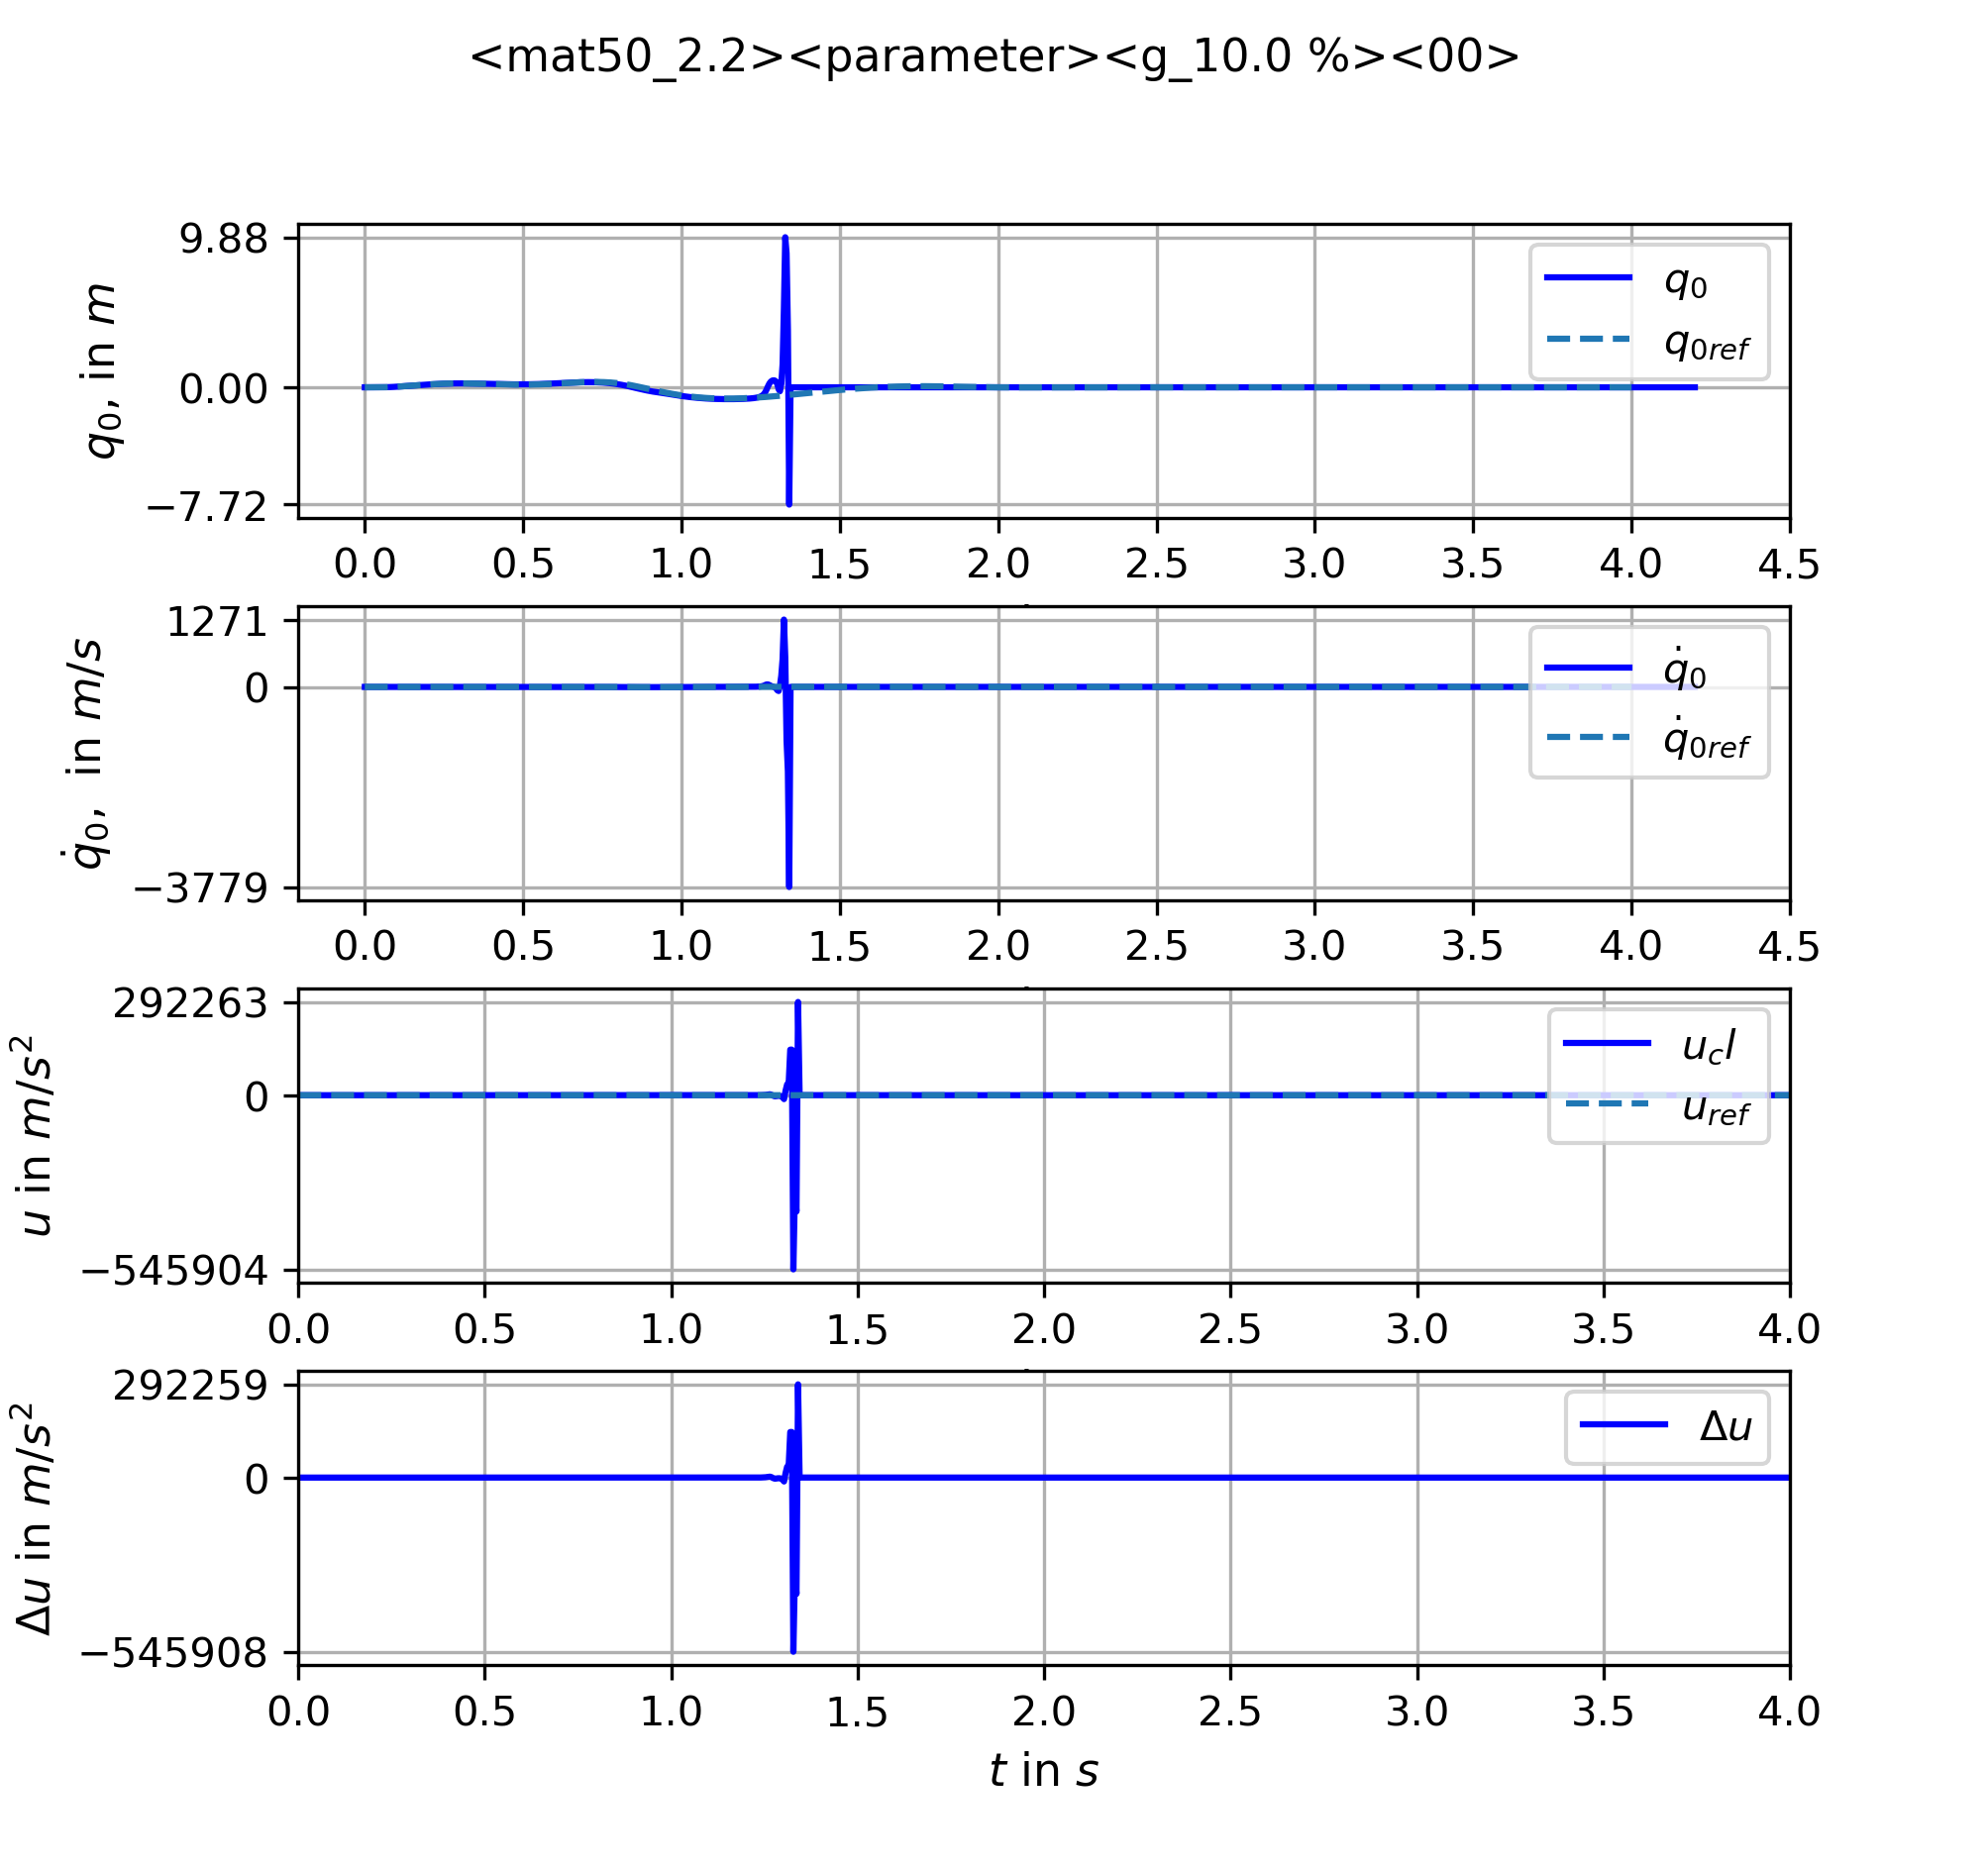 <mat50_2.2><parameter><g_10.0 %><00>
9.88
0.00
−7.72
q₀, in m
q₀
q₀ref
0.0 0.5 1.0 1.5 2.0 2.5 3.0 3.5 4.0 4.5
1271
0
−3779
q̇₀, in m/s
q̇₀
q̇₀ref
0.0 0.5 1.0 1.5 2.0 2.5 3.0 3.5 4.0 4.5
292263
0
−545904
u in m/s²
u_cl
u_ref
0.0 0.5 1.0 1.5 2.0 2.5 3.0 3.5 4.0
292259
0
−545908
Δu in m/s²
Δu
0.0 0.5 1.0 1.5 2.0 2.5 3.0 3.5 4.0
t in s